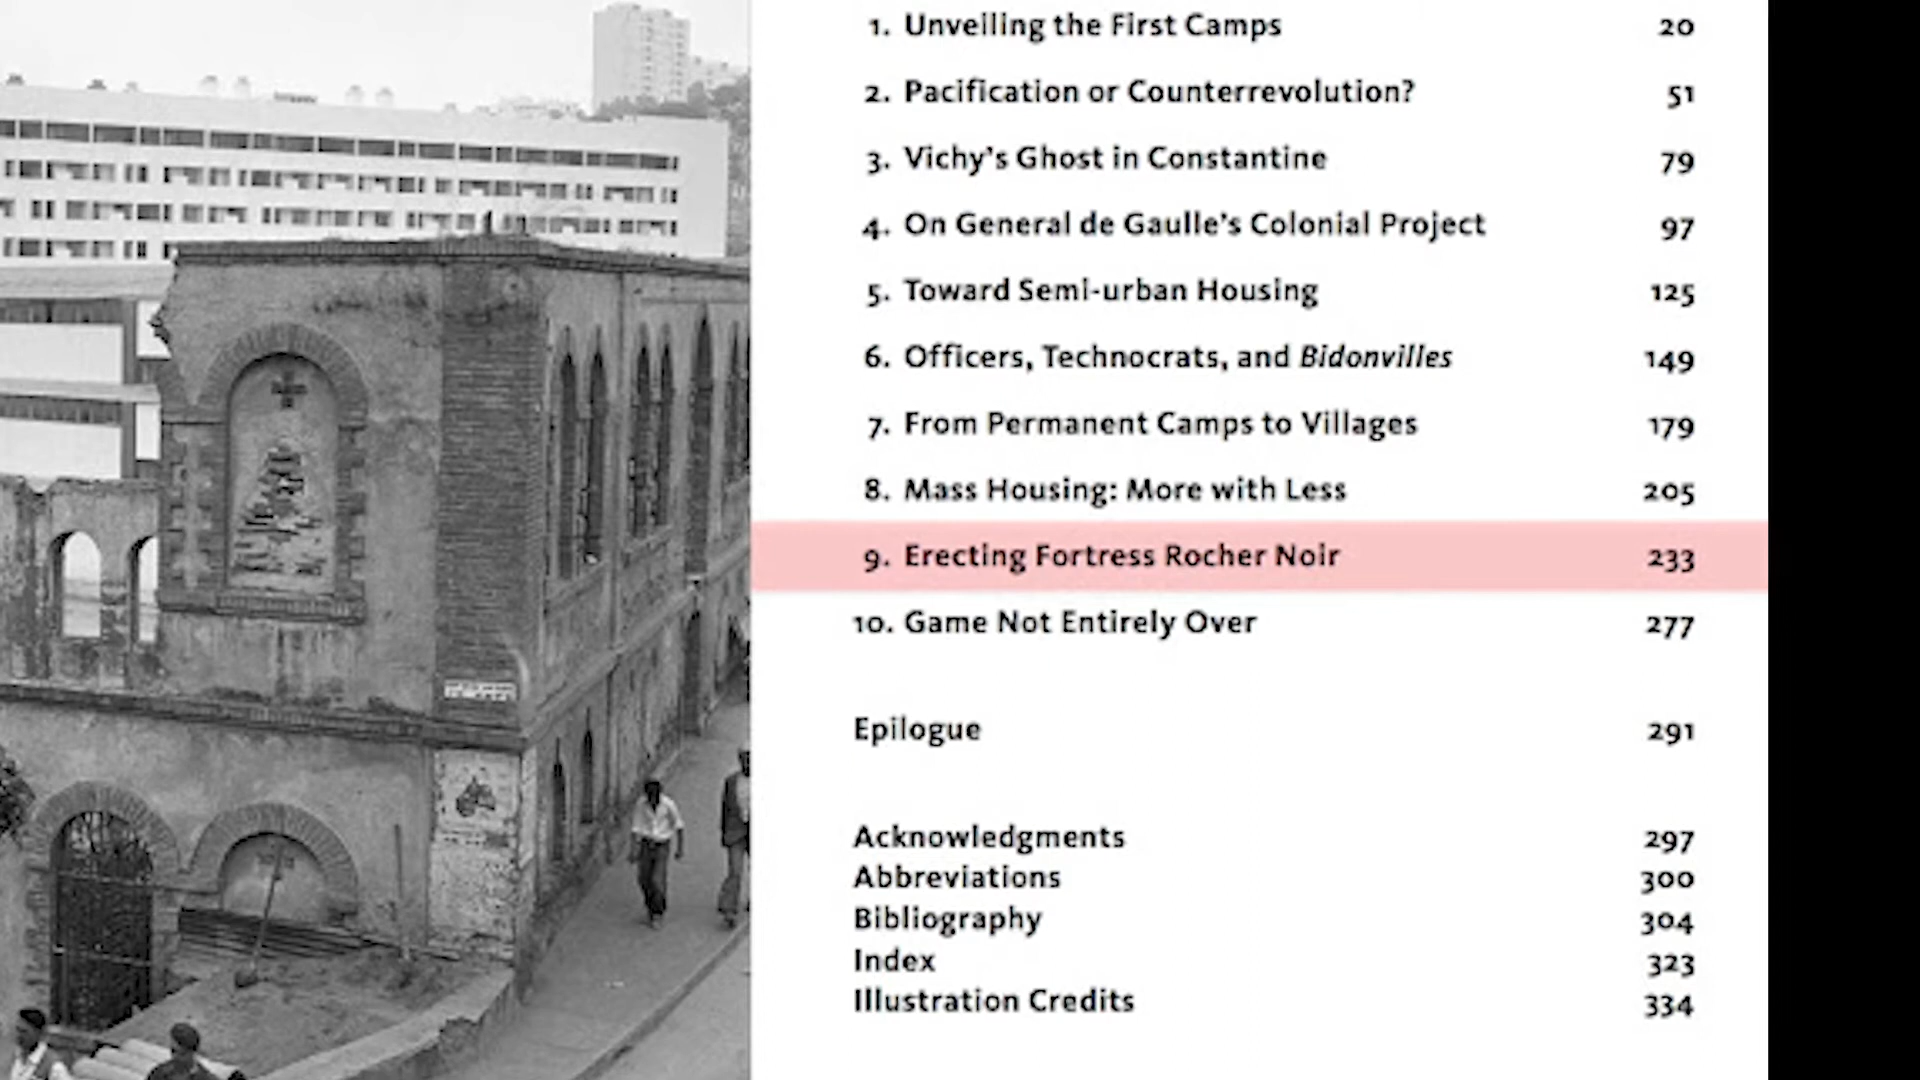 1. Unveiling the First Camps 20
2. Pacification or Counterrevolution? 51
3. Vichy's Ghost in Constantine 79
4. On General de Gaulle's Colonial Project 97
5. Toward Semi-urban Housing 125
6. Officers, Technocrats, and Bidonvilles 149
7. From Permanent Camps to Villages 179
8. Mass Housing: More with Less 205
9. Erecting Fortress Rocher Noir 233
10. Game Not Entirely Over 277
Epilogue 291
Acknowledgments 297
Abbreviations 300
Bibliography 304
Index 323
Illustration Credits 334